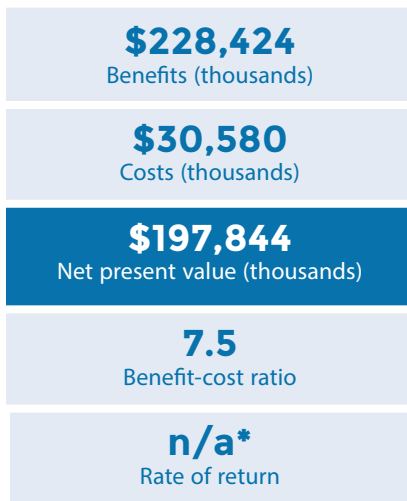 $228,424
Benefits (thousands)
$30,580
Costs (thousands)
$197,844
Net present value (thousands)
7.5
Benefit-cost ratio
n/a*
Rate of return